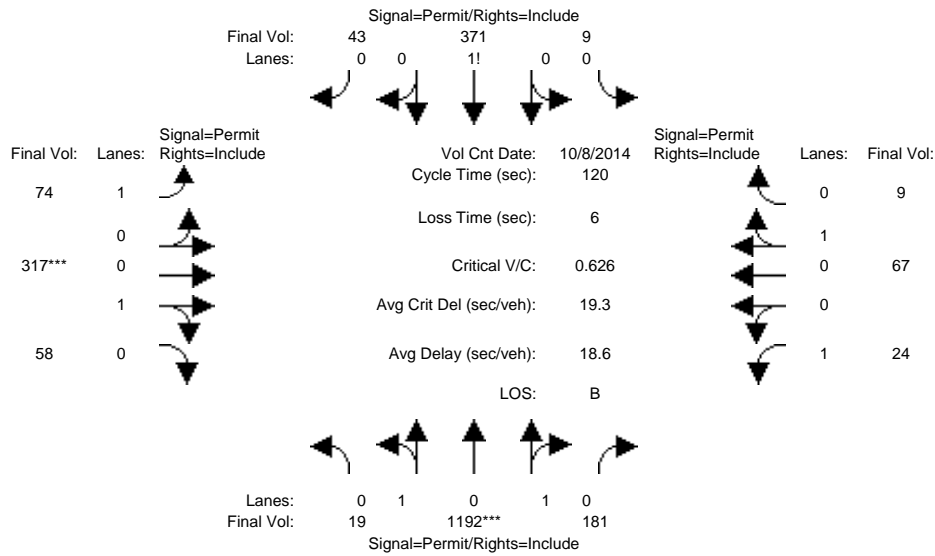 Signal=Permit/Rights=Include
Final Vol: 43 371 9
Lanes: 0 0 1! 0 0
Signal=Permit
Final Vol: Lanes: Rights=Include
Vol Cnt Date: 10/8/2014
Signal=Permit
Rights=Include Lanes: Final Vol:
Cycle Time (sec): 120
74 1
0 9
Loss Time (sec): 6
0
1
317*** 0
Critical V/C: 0.626
0 67
1
Avg Crit Del (sec/veh): 19.3
0
58 0
Avg Delay (sec/veh): 18.6
1 24
LOS: B
Lanes: 0 1 0 1 0
Final Vol: 19 1192*** 181
Signal=Permit/Rights=Include